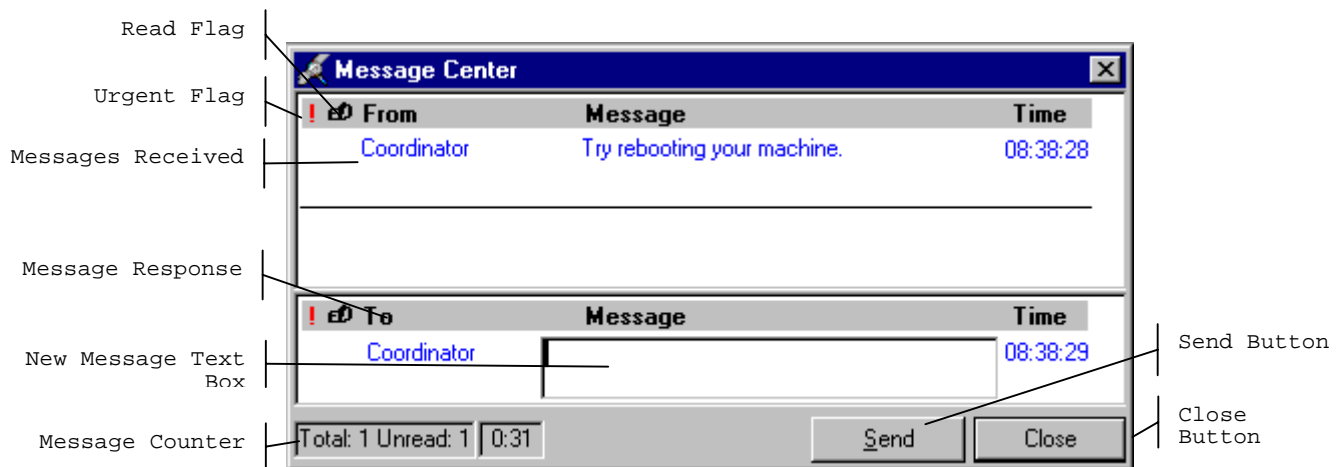 Read Flag
Message Center
Urgent Flag
! From Message Time
Messages Received
Coordinator Try rebooting your machine. 08:38:28
Message Response
! To Message Time
New Message Text
Box
Coordinator 08:38:29
Send Button
Message Counter
Total: 1 Unread: 1 0:31 Send Close
Close
Button